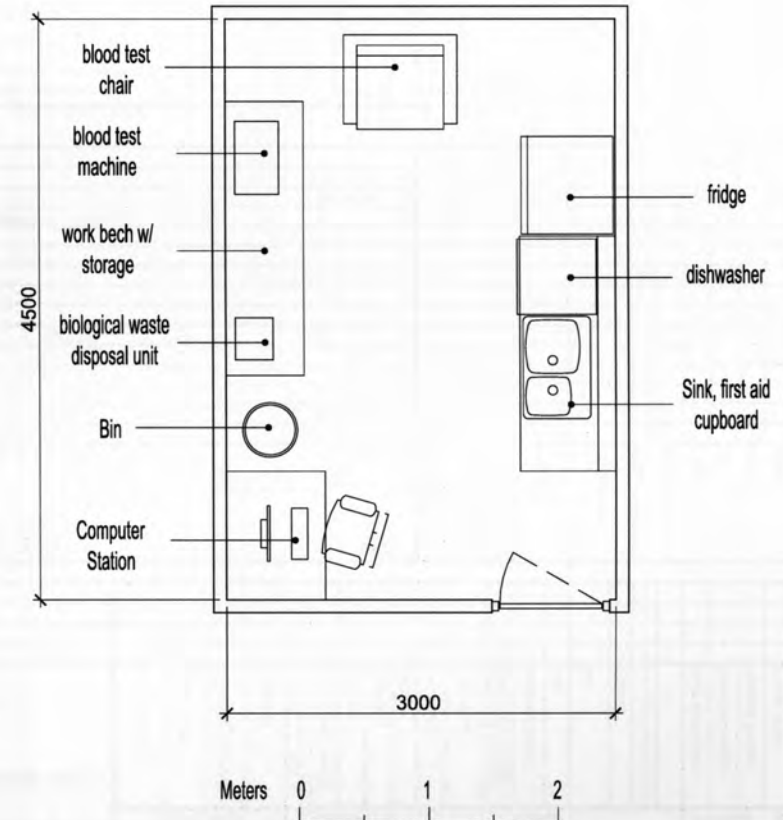 blood test
chair
blood test
machine
work bech w/
storage
biological waste
disposal unit
Bin
Computer
Station
fridge
dishwasher
Sink, first aid
cupboard
4500
3000
Meters 0 1 2